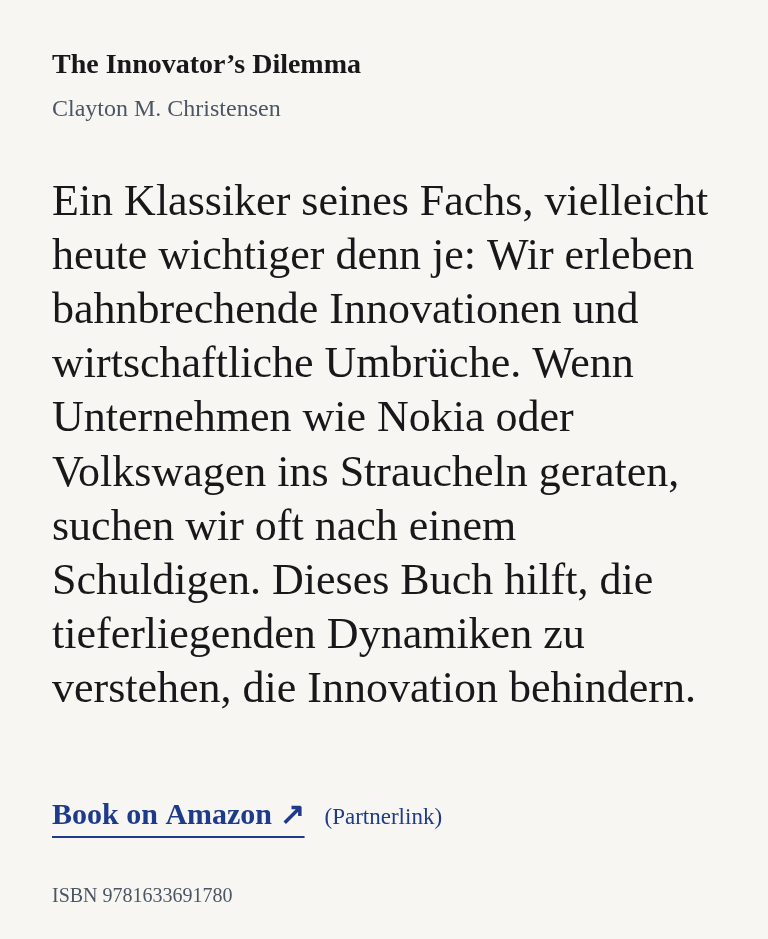 The Innovator’s Dilemma
Clayton M. Christensen
Ein Klassiker seines Fachs, vielleicht
heute wichtiger denn je: Wir erleben
bahnbrechende Innovationen und
wirtschaftliche Umbrüche. Wenn
Unternehmen wie Nokia oder
Volkswagen ins Straucheln geraten,
suchen wir oft nach einem
Schuldigen. Dieses Buch hilft, die
tieferliegenden Dynamiken zu
verstehen, die Innovation behindern.
Book on Amazon ↗ (Partnerlink)
ISBN 9781633691780